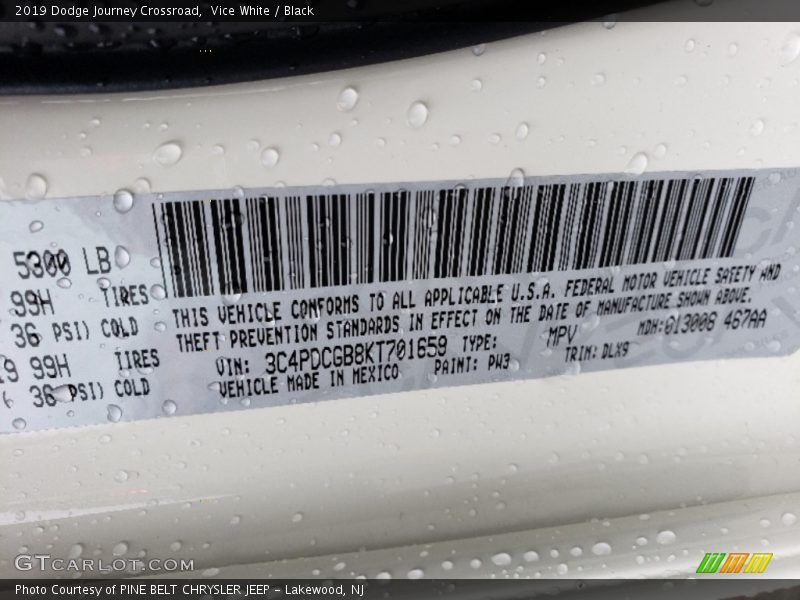 2019 Dodge Journey Crossroad, Vice White / Black
5300 LB
99H TIRES
36 PSI) COLD
99H TIRES
36 PSI) COLD
THIS VEHICLE CONFORMS TO ALL APPLICABLE U.S.A. FEDERAL MOTOR VEHICLE SAFETY AND
THEFT PREVENTION STANDARDS IN EFFECT ON THE DATE OF MANUFACTURE SHOWN ABOVE.
VIN: 3C4PDCGB8KT701659 TYPE: MPV MDH: 013008 467AA
VEHICLE MADE IN MEXICO PAINT: PW3 TRIM: DLX9
GTCARLOT.COM
Photo Courtesy of PINE BELT CHRYSLER JEEP – Lakewood, NJ